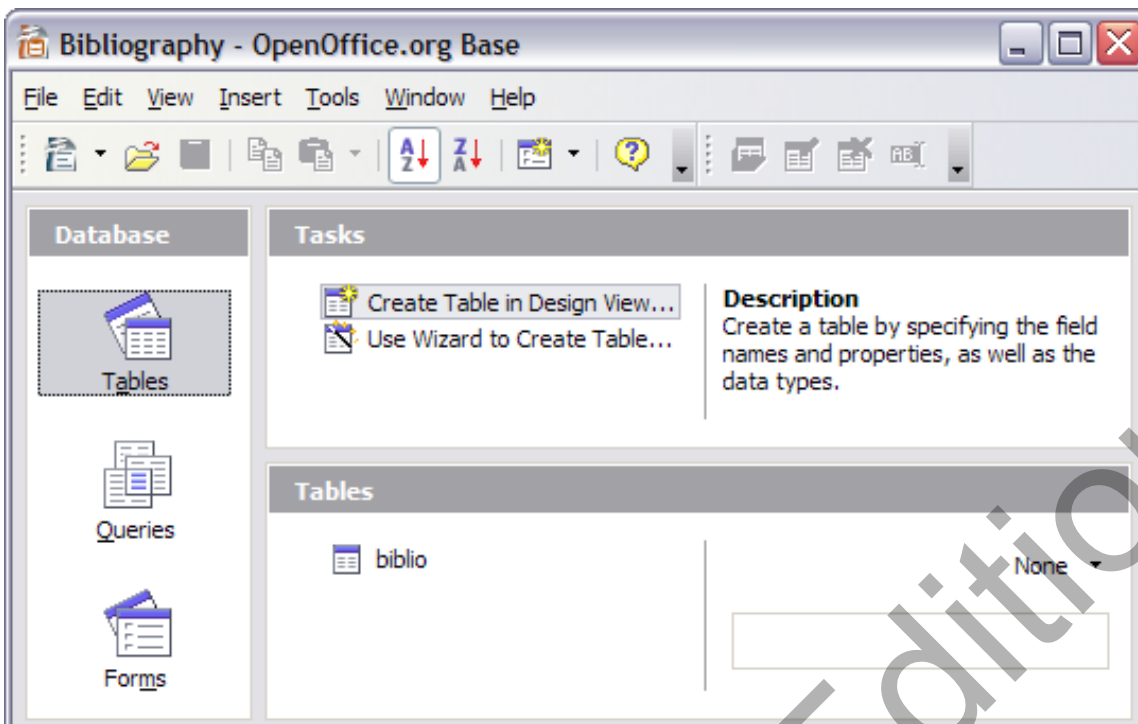 Bibliography - OpenOffice.org Base
File Edit View Insert Tools Window Help
Database
Tables
Queries
Forms
Tasks
Create Table in Design View...
Use Wizard to Create Table...
Description
Create a table by specifying the field
names and properties, as well as the
data types.
Tables
biblio
None